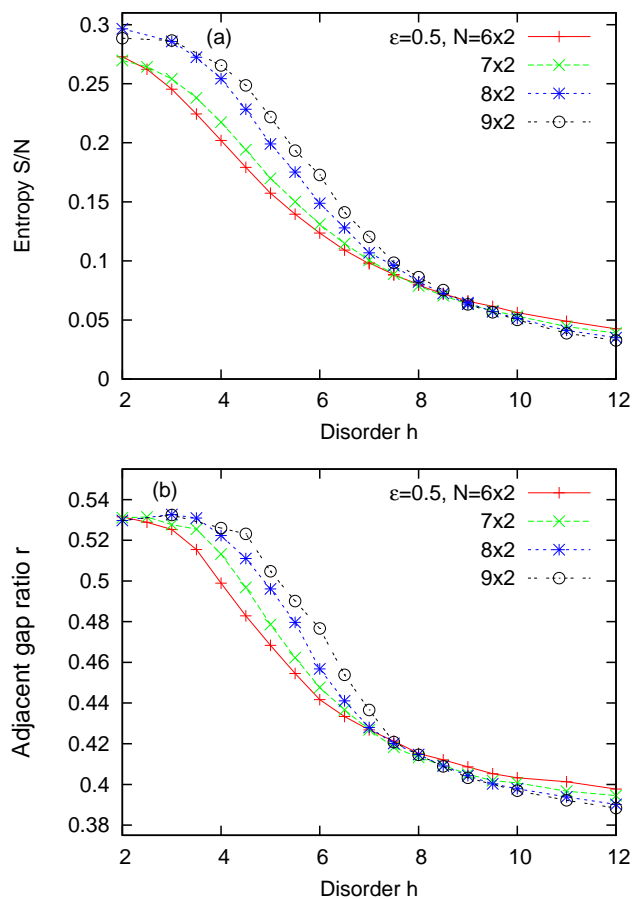 (a)
ε=0.5, N=6x2
7x2
8x2
9x2
Entropy S/N
0.3
0.25
0.2
0.15
0.1
0.05
0
2 4 6 8 10 12
Disorder h
(b)
ε=0.5, N=6x2
7x2
8x2
9x2
Adjacent gap ratio r
0.54
0.52
0.5
0.48
0.46
0.44
0.42
0.4
0.38
2 4 6 8 10 12
Disorder h